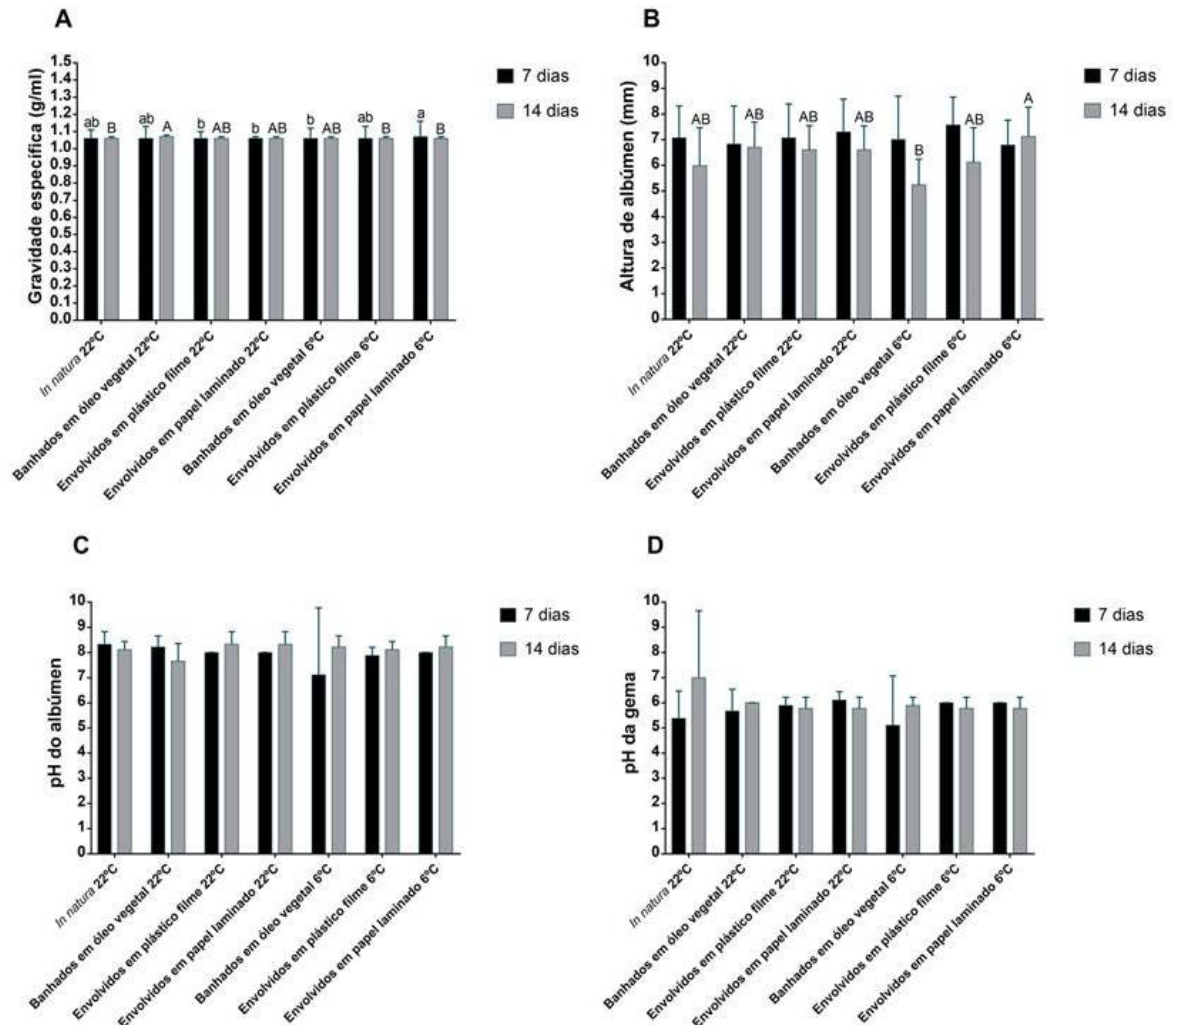 A
Gravidade específica (g/ml)
1.5
1.4
1.3
1.2
1.1
1.0
0.9
0.8
0.7
0.6
0.5
0.4
0.3
0.2
0.1
0.0
ab B ab A b AB b AB b AB ab B a B
7 dias
14 dias
In natura 22ºC
Banhados em óleo vegetal 22ºC
Envolvidos em plástico filme 22ºC
Envolvidos em papel laminado 22ºC
Banhados em óleo vegetal 6ºC
Envolvidos em plástico filme 6ºC
Envolvidos em papel laminado 6ºC
B
Altura de albúmen (mm)
10
9
8
7
6
5
4
3
2
1
0
AB AB AB AB B AB A
7 dias
14 dias
In natura 22ºC
Banhados em óleo vegetal 22ºC
Envolvidos em plástico filme 22ºC
Envolvidos em papel laminado 22ºC
Banhados em óleo vegetal 6ºC
Envolvidos em plástico filme 6ºC
Envolvidos em papel laminado 6ºC
C
pH do albúmen
10
9
8
7
6
5
4
3
2
1
0
7 dias
14 dias
In natura 22ºC
Banhados em óleo vegetal 22ºC
Envolvidos em plástico filme 22ºC
Envolvidos em papel laminado 22ºC
Banhados em óleo vegetal 6ºC
Envolvidos em plástico filme 6ºC
Envolvidos em papel laminado 6ºC
D
pH da gema
10
9
8
7
6
5
4
3
2
1
0
7 dias
14 dias
In natura 22ºC
Banhados em óleo vegetal 22ºC
Envolvidos em plástico filme 22ºC
Envolvidos em papel laminado 22ºC
Banhados em óleo vegetal 6ºC
Envolvidos em plástico filme 6ºC
Envolvidos em papel laminado 6ºC